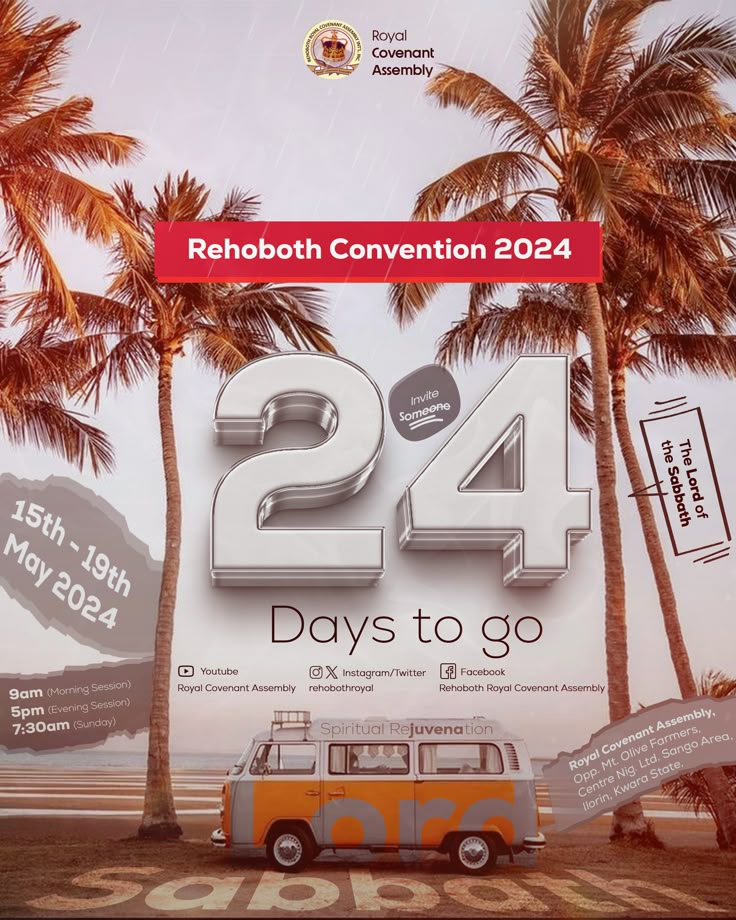 Royal
Covenant
Assembly
Rehoboth Convention 2024
24
Invite
Someone
The Lord of
the Sabbath
15th - 19th
May 2024
Days to go
Youtube
Royal Covenant Assembly
Instagram/Twitter
rehobothroyal
Facebook
Rehoboth Royal Covenant Assembly
9am (Morning Session)
5pm (Evening Session)
7:30am (Sunday)
Spiritual Rejuvenation
Royal Covenant Assembly,
Opp. Mt. Olive Farmers,
Centre Nig. Ltd. Sango Area,
Ilorin, Kwara State.
Lord
Sabbath